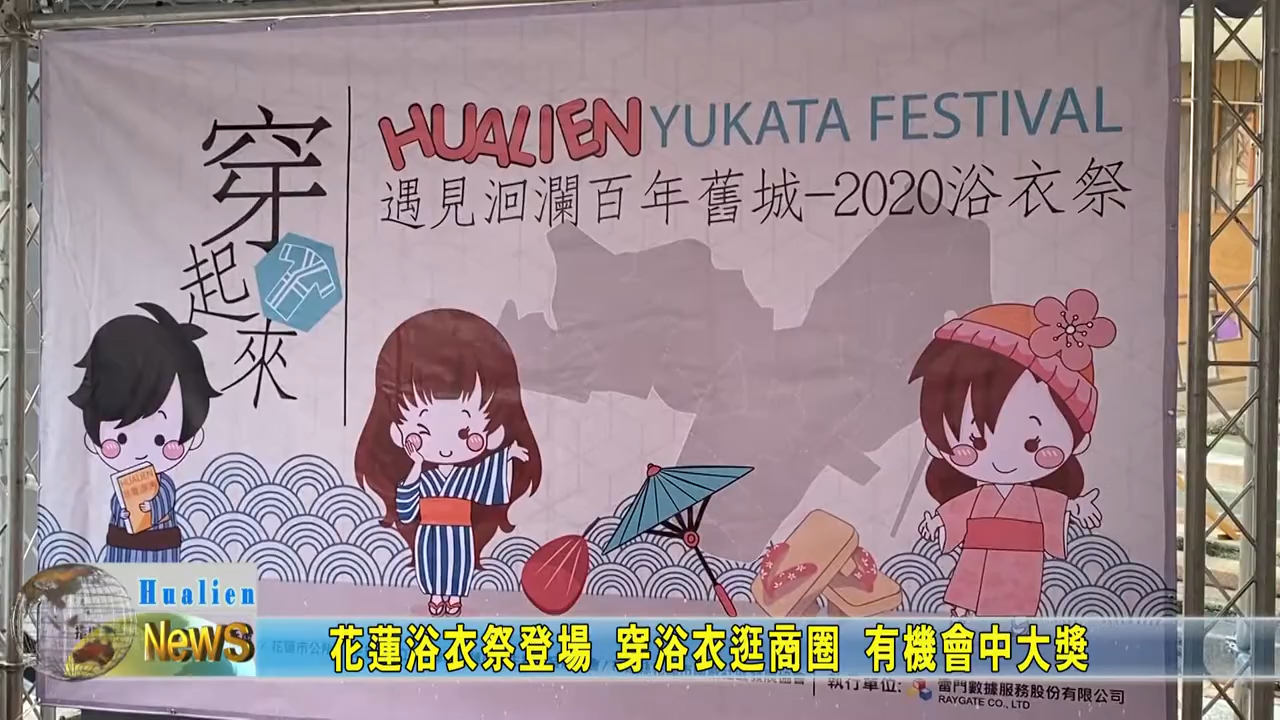 穿起來
HUALIEN YUKATA FESTIVAL
遇見洄瀾百年舊城-2020浴衣祭
HUALIEN
Hualien
News
花蓮浴衣祭登場 穿浴衣逛商圈 有機會中大獎
執行單位: 雷門數據服務股份有限公司
RAYGATE CO., LTD